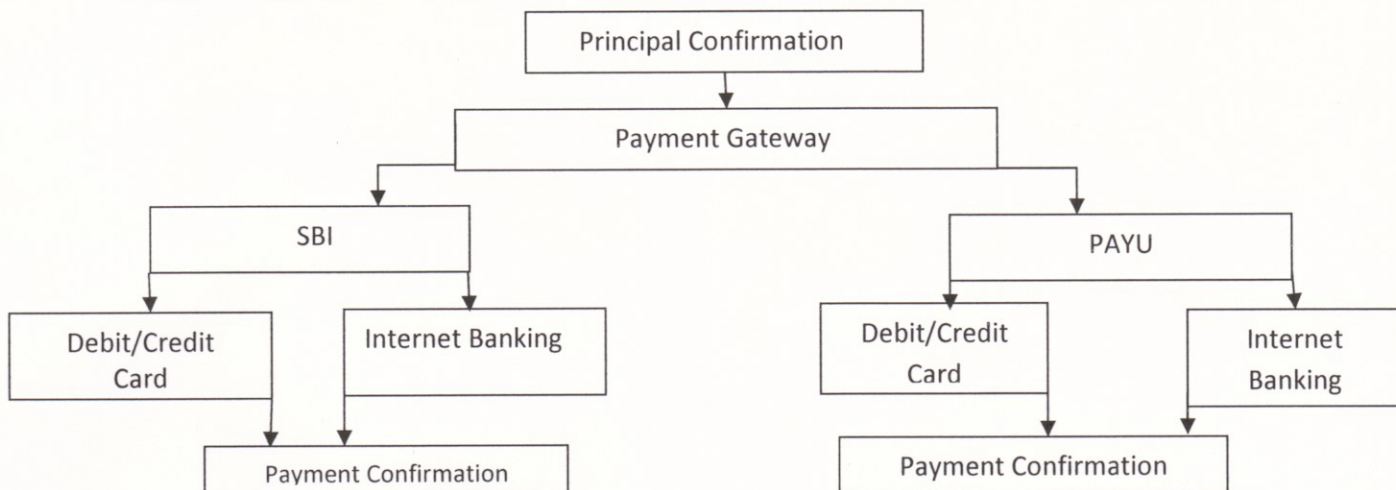 Principal Confirmation
Payment Gateway
SBI
PAYU
Debit/Credit
Card
Internet Banking
Debit/Credit
Card
Internet
Banking
Payment Confirmation
Payment Confirmation